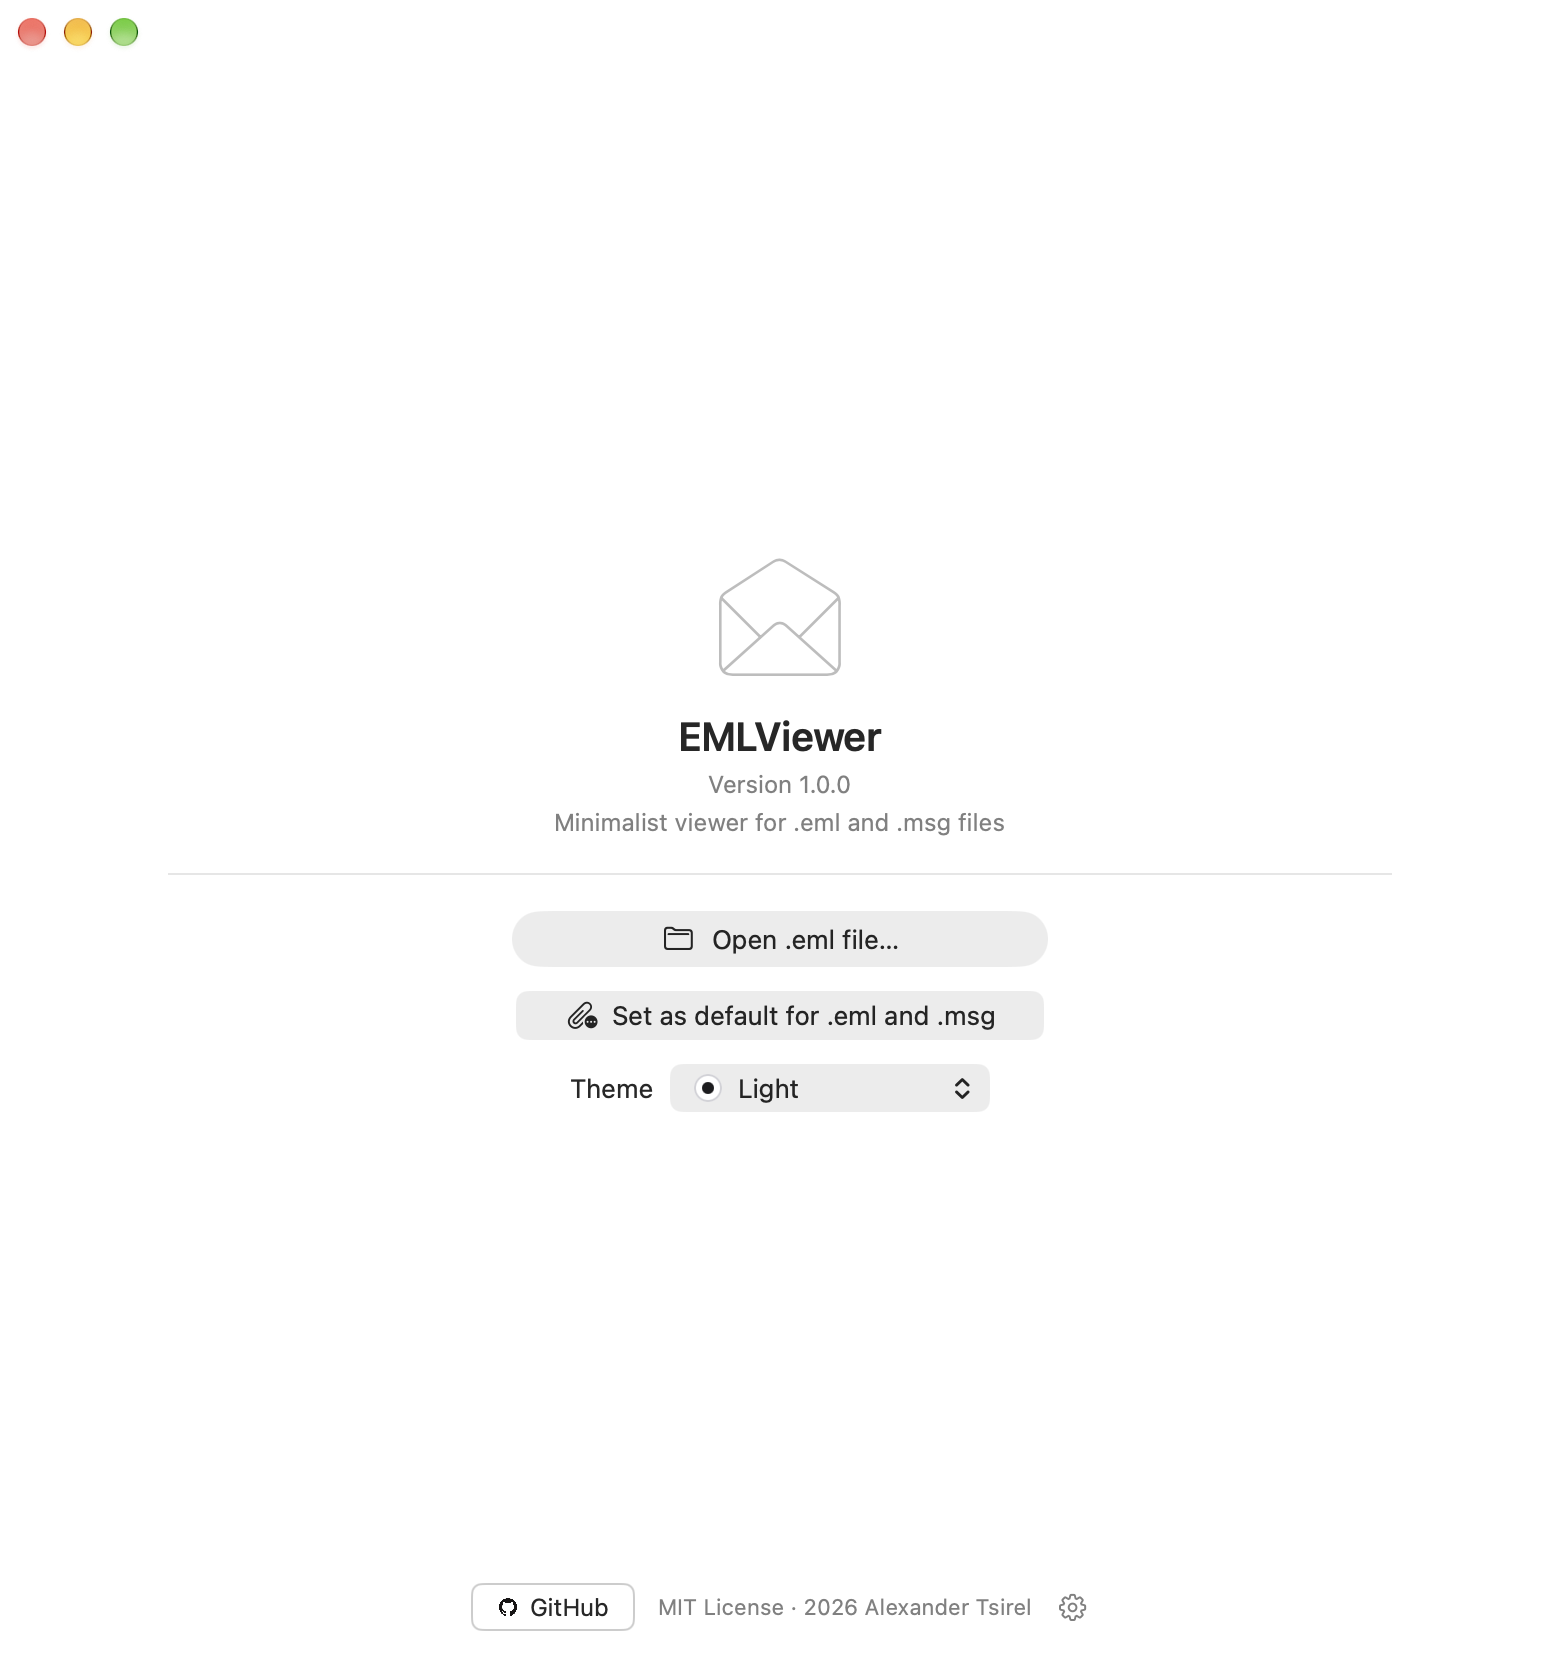 EMLViewer
Version 1.0.0
Minimalist viewer for .eml and .msg files
Open .eml file...
Set as default for .eml and .msg
Theme Light
GitHub MIT License · 2026 Alexander Tsirel